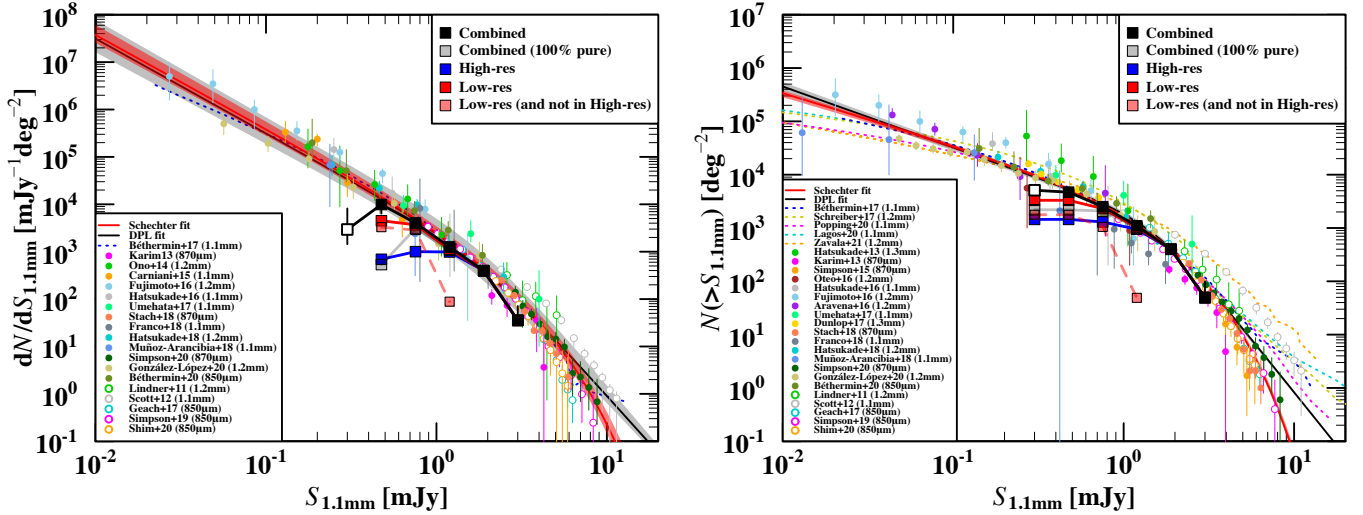 10^8
10^7
10^6
10^5
10^4
10^3
10^2
10^1
10^0
10^-1
dN/dS1.1mm [mJy^-1deg^-2]
Combined
Combined (100% pure)
High-res
Low-res
Low-res (and not in High-res)
Schechter fit
DPL fit
Béthermin+17 (1.1mm)
Karim13 (870μm)
Ono+14 (1.2mm)
Carniani+15 (1.1mm)
Fujimoto+16 (1.2mm)
Hatsukade+16 (1.1mm)
Umehata+17 (1.1mm)
Stach+18 (870μm)
Franco+18 (1.1mm)
Hatsukade+18 (1.2mm)
Muñoz-Arancibia+18 (1.1mm)
Simpson+20 (870μm)
González-López+20 (1.2mm)
Béthermin+20 (850μm)
Lindner+11 (1.2mm)
Scott+12 (1.1mm)
Geach+17 (850μm)
Simpson+19 (850μm)
Shim+20 (850μm)
10^-2
10^-1
10^0
10^1
S1.1mm [mJy]
10^7
10^6
10^5
10^4
10^3
10^2
10^1
10^0
10^-1
N(>S1.1mm) [deg^-2]
Combined
Combined (100% pure)
High-res
Low-res
Low-res (and not in High-res)
Schechter fit
DPL fit
Béthermin+17 (1.1mm)
Schreiber+17 (1.2mm)
Popping+20 (1.1mm)
Lagos+20 (1.1mm)
Zavala+21 (1.2mm)
Hatsukade+13 (1.3mm)
Karim+13 (870μm)
Simpson+15 (870μm)
Oteo+16 (1.2mm)
Hatsukade+16 (1.1mm)
Fujimoto+16 (1.2mm)
Aravena+16 (1.2mm)
Umehata+17 (1.1mm)
Dunlop+17 (1.3mm)
Stach+18 (870μm)
Franco+18 (1.1mm)
Hatsukade+18 (1.2mm)
Muñoz-Arancibia+18 (1.1mm)
Simpson+20 (870μm)
González-López+20 (1.2mm)
Béthermin+20 (850μm)
Lindner+11 (1.2mm)
Scott+12 (1.1mm)
Geach+17 (850μm)
Simpson+19 (850μm)
Shim+20 (850μm)
10^-2
10^-1
10^0
10^1
S1.1mm [mJy]